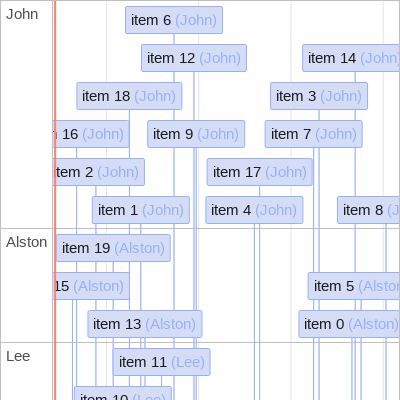 John
item 6 (John)
item 12 (John)
item 14 (John)
item 18 (John)
item 3 (John)
16 (John)
item 9 (John)
item 7 (John)
item 2 (John)
item 17 (John)
item 1 (John)
item 4 (John)
item 8 (J
Alston
item 19 (Alston)
15 (Alston)
item 5 (Alston
item 13 (Alston)
item 0 (Alston)
Lee
item 11 (Lee)
item 10 (Lee)